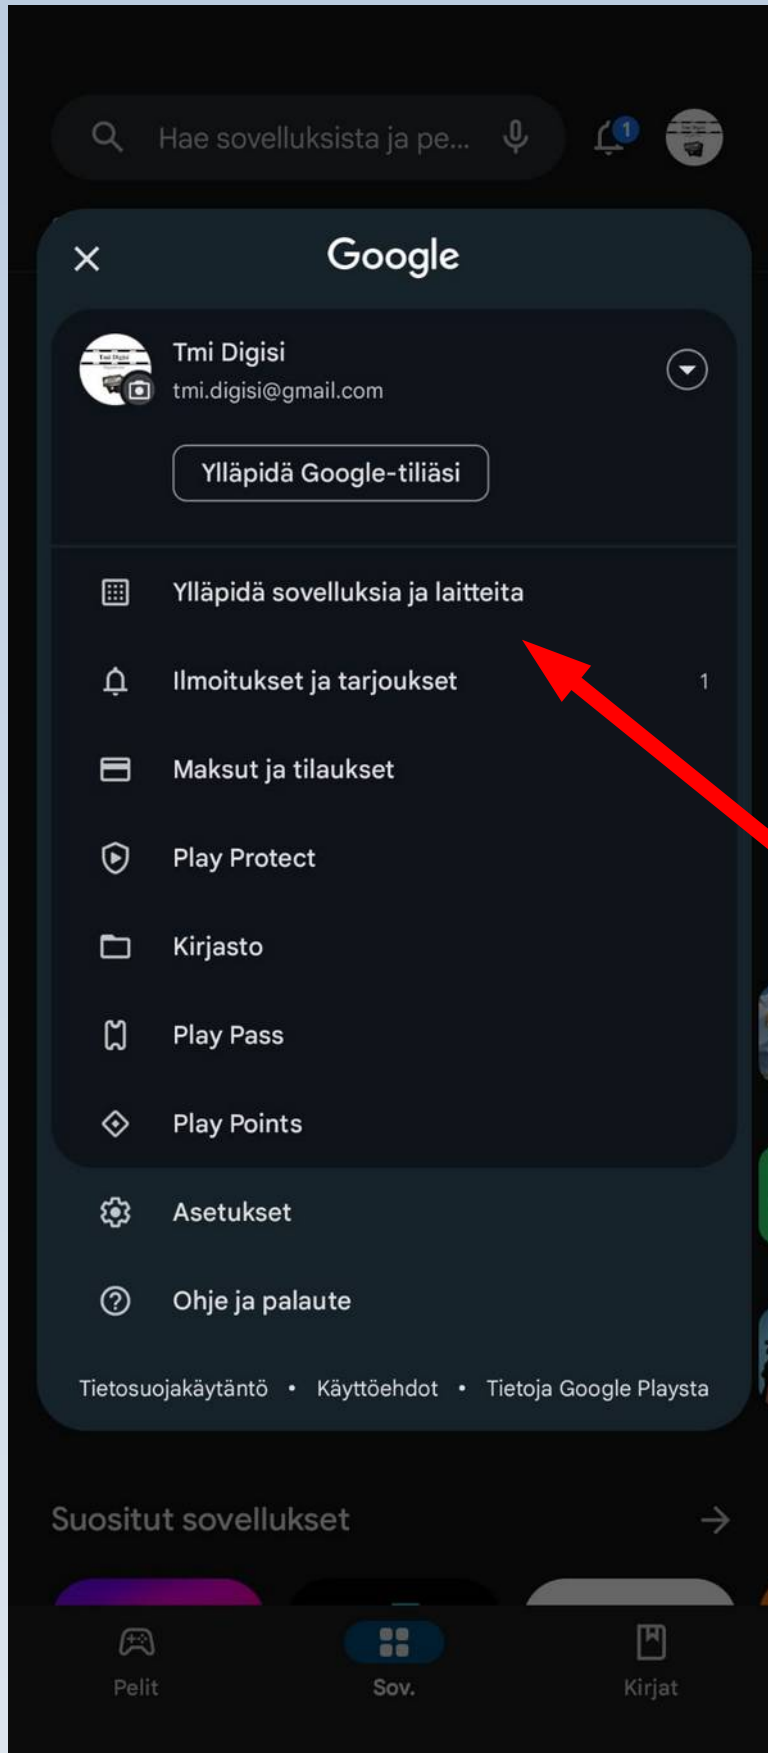 Hae sovelluksista ja pe...
1
Google
Tmi Digisi
tmi.digisi@gmail.com
Ylläpidä Google-tiliäsi
Ylläpidä sovelluksia ja laitteita
Ilmoitukset ja tarjoukset 1
Maksut ja tilaukset
Play Protect
Kirjasto
Play Pass
Play Points
Asetukset
Ohje ja palaute
Tietosuojakäytäntö • Käyttöehdot • Tietoja Google Playsta
Suositut sovellukset
Pelit Sov. Kirjat